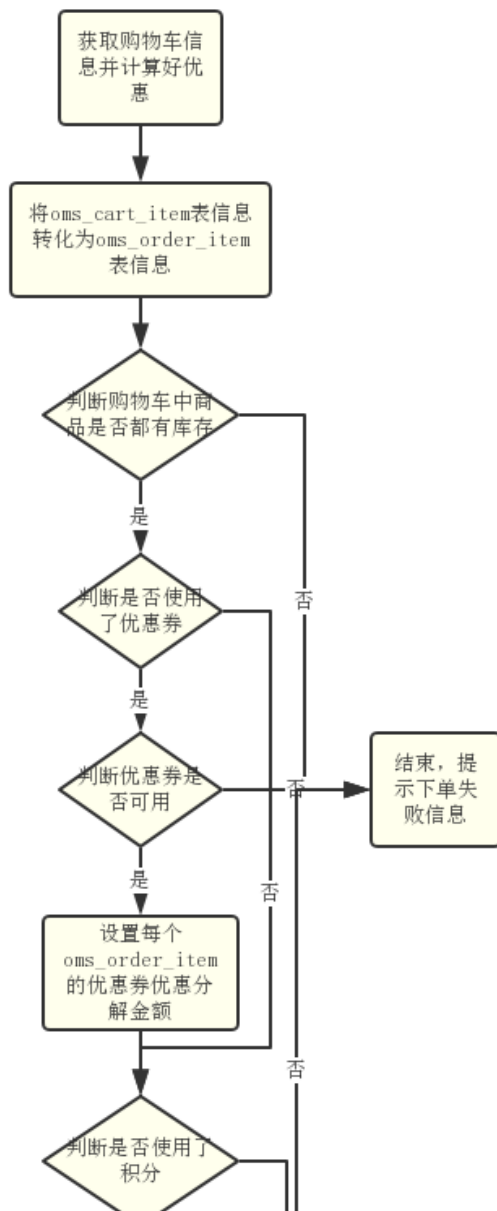 获取购物车信
息并计算好优
惠
将oms_cart_item表信息
转化为oms_order_item
表信息
判断购物车中商
品是否都有库存
是
判断是否使用
了优惠券
否
是
判断优惠券是
否可用
否
结束，提
示下单失
败信息
是
否
设置每个
oms_order_item
的优惠券优惠分
解金额
否
判断是否使用了
积分